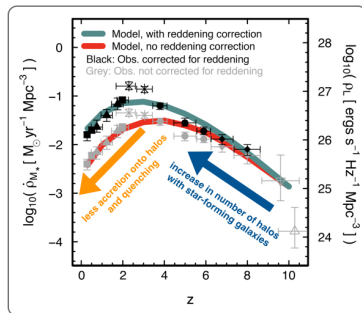 Model, with reddening correction
Model, no reddening correction
Black: Obs. corrected for reddening
Grey: Obs. not corrected for reddening
log₁₀( ρ̇_M* [ M⊙ yr⁻¹ Mpc⁻³ ] )
0
−1
−2
−3
−4
log₁₀( ρ_L [ ergs s⁻¹ Hz⁻¹ Mpc⁻³ ] )
28
27
26
25
24
less accretion onto halos
and quenching
increase in number of halos
with star-forming galaxies
0 2 4 6 8 10
z